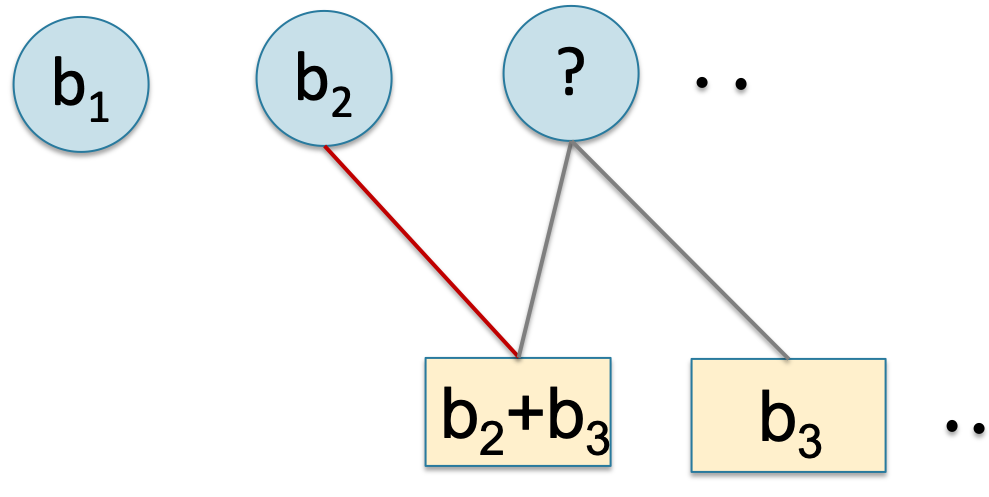 b₁ b₂ ? . .
b₂+b₃ b₃ . .